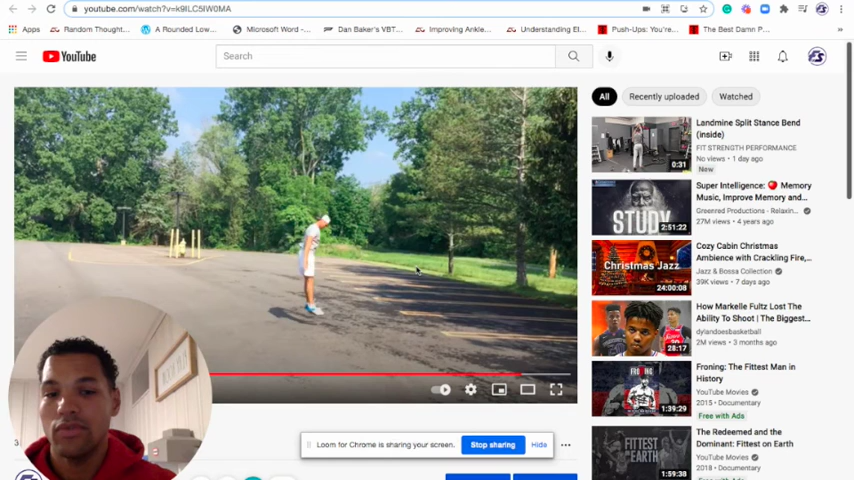 youtube.com/watch?v=k9ILC5IW0MA
Apps
Random Thought...
A Rounded Low...
Microsoft Word -...
Dan Baker's VBT...
Improving Ankle...
Understanding El...
Push-Ups: You're...
The Best Damn P...
YouTube
Search
All
Recently uploaded
Watched
Landmine Split Stance Bend
(inside)
FIT STRENGTH PERFORMANCE
No views • 1 day ago
New
0:31
Super Intelligence: 🍎 Memory
Music, Improve Memory and...
Greenred Productions - Relaxin...
27M views • 4 years ago
STUDY
2:51:22
Cozy Cabin Christmas
Ambience with Crackling Fire,...
Jazz & Bossa Collection
39K views • 7 days ago
Christmas Jazz
24:00:08
How Markelle Fultz Lost The
Ability To Shoot | The Biggest...
dylandoesbasketball
2M views • 3 months ago
28:17
Froning: The Fittest Man in
History
YouTube Movies
2015 • Documentary
Free with Ads
FRONING
1:39:29
The Redeemed and the
Dominant: Fittest on Earth
YouTube Movies
2018 • Documentary
FITTEST
ON EARTH
1:59:38
Loom for Chrome is sharing your screen.
Stop sharing
Hide